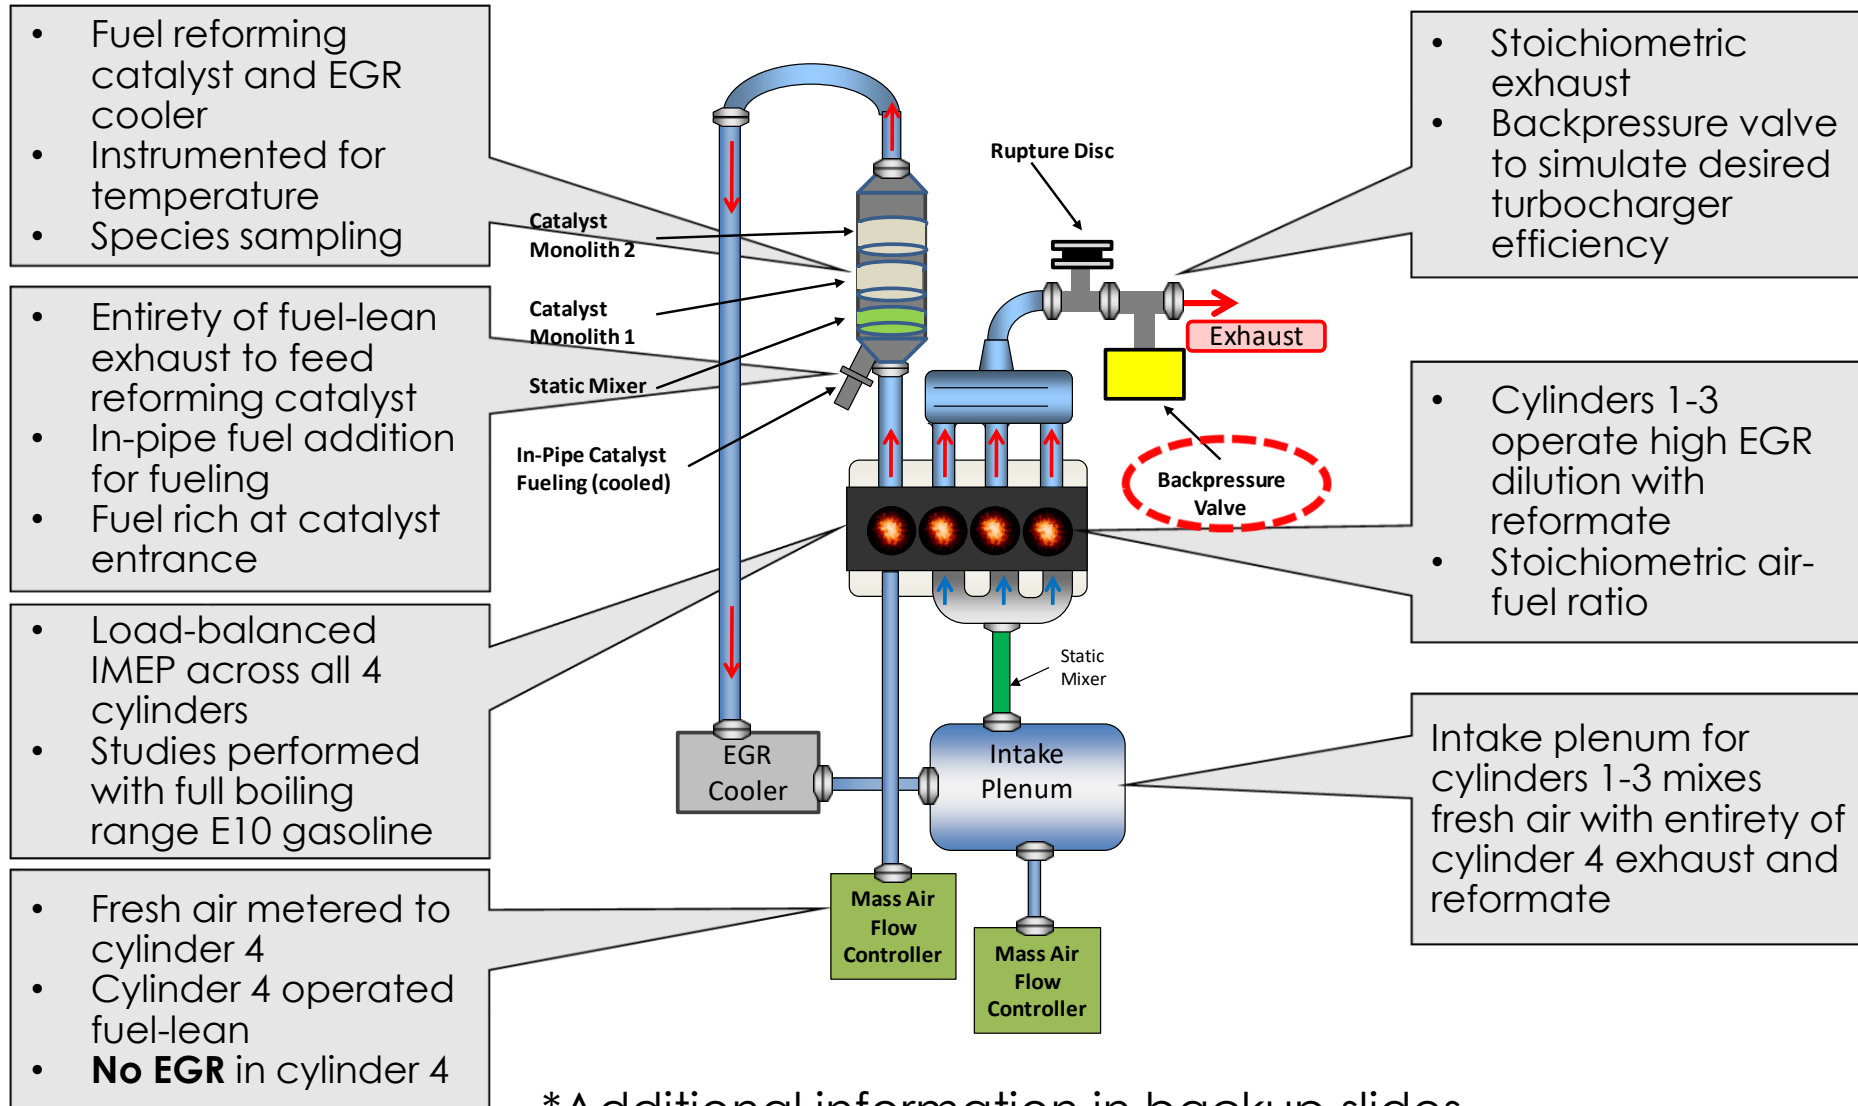 • Fuel reforming
catalyst and EGR
cooler
• Instrumented for
temperature
• Species sampling
• Entirety of fuel-lean
exhaust to feed
reforming catalyst
• In-pipe fuel addition
for fueling
• Fuel rich at catalyst
entrance
• Load-balanced
IMEP across all 4
cylinders
• Studies performed
with full boiling
range E10 gasoline
• Fresh air metered to
cylinder 4
• Cylinder 4 operated
fuel-lean
• No EGR in cylinder 4
Catalyst
Monolith 2
Catalyst
Monolith 1
Static Mixer
In-Pipe Catalyst
Fueling (cooled)
Rupture Disc
Exhaust
Backpressure
Valve
Static
Mixer
EGR
Cooler
Intake
Plenum
Mass Air
Flow
Controller
Mass Air
Flow
Controller
• Stoichiometric
exhaust
• Backpressure valve
to simulate desired
turbocharger
efficiency
• Cylinders 1-3
operate high EGR
dilution with
reformate
• Stoichiometric air-
fuel ratio
Intake plenum for
cylinders 1-3 mixes
fresh air with entirety of
cylinder 4 exhaust and
reformate
*Additional information in backup slides